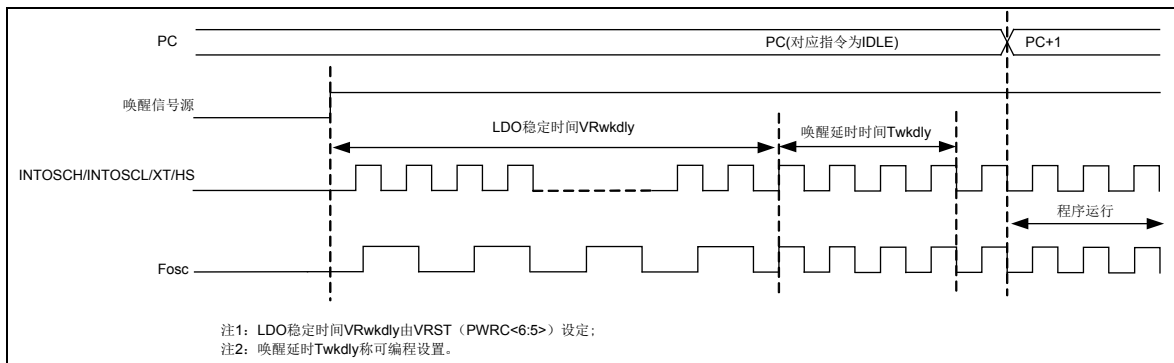 PC
PC(对应指令为IDLE)
PC+1
唤醒信号源
LDO稳定时间VRwkdly
唤醒延时时间Twkdly
INTOSCH/INTOSCL/XT/HS
程序运行
Fosc
注1：LDO稳定时间VRwkdly由VRST（PWRC<6:5>）设定；
注2：唤醒延时Twkdly称可编程设置。